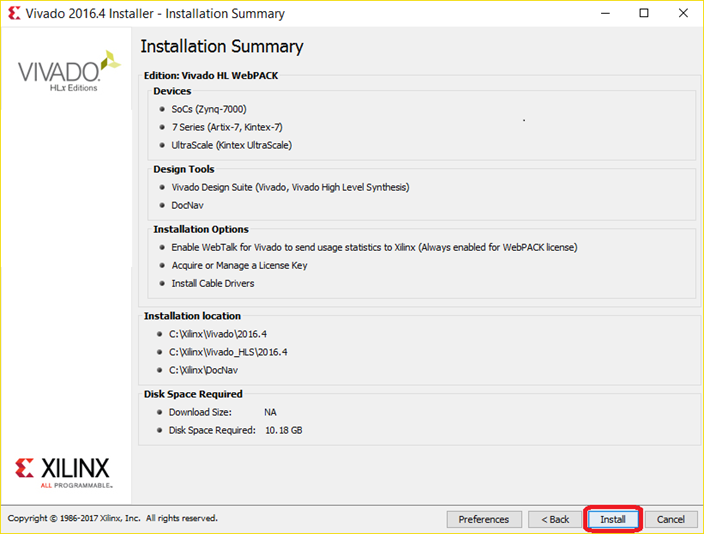 Vivado 2016.4 Installer - Installation Summary
VIVADO.
HLx Editions
Installation Summary
Edition: Vivado HL WebPACK
Devices
SoCs (Zynq-7000)
7 Series (Artix-7, Kintex-7)
UltraScale (Kintex UltraScale)
Design Tools
Vivado Design Suite (Vivado, Vivado High Level Synthesis)
DocNav
Installation Options
Enable WebTalk for Vivado to send usage statistics to Xilinx (Always enabled for WebPACK license)
Acquire or Manage a License Key
Install Cable Drivers
Installation location
C:\Xilinx\Vivado\2016.4
C:\Xilinx\Vivado_HLS\2016.4
C:\Xilinx\DocNav
Disk Space Required
Download Size: NA
Disk Space Required: 10.18 GB
XILINX
ALL PROGRAMMABLE™
Copyright © 1986-2017 Xilinx, Inc. All rights reserved.
Preferences < Back Install Cancel